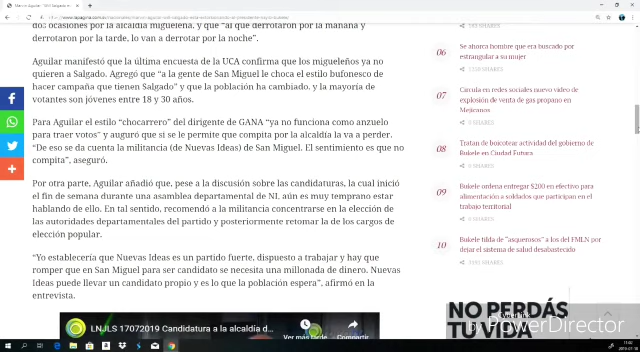 dos ocasiones por la alcaldía migueleña, y que "al que derrotaron por la mañana y
derrotaron por la tarde, lo van a derrotar por la noche".
Aguilar manifestó que la última encuesta de la UCA confirma que los migueleños ya no
quieren a Salgado. Agregó que "a la gente de San Miguel le choca el estilo bufonesco de
hacer campaña que tienen Salgado" y que la población ha cambiado, y la mayoría de
votantes son jóvenes entre 18 y 30 años.
Para Aguilar el estilo "chocarrero" del dirigente de GANA "ya no funciona como anzuelo
para traer votos" y auguró que si se le permite que compita por la alcaldía la va a perder.
"De eso se da cuenta la militancia (de Nuevas Ideas) de San Miguel. El sentimiento es que no
compita", aseguró.
Por otra parte, Aguilar añadió que, pese a la discusión sobre las candidaturas, la cual inició
el fin de semana durante una asamblea departamental de NI, aún es muy temprano estar
hablando de ello. En tal sentido, recomendó a la militancia concentrarse en la elección de
las autoridades departamentales del partido y posteriormente retomar la de los cargos de
elección popular.
"Yo establecería que Nuevas Ideas es un partido fuerte, dispuesto a trabajar y hay que
romper que en San Miguel para ser candidato se necesita una millonada de dinero. Nuevas
Ideas puede llevar un candidato propio y es lo que la población espera", afirmó en la
entrevista.
LNJLS 17072019 Candidatura a la alcaldía d...
Ver más tarde
Compartir
06
Se ahorca hombre que era buscado por
estrangular a su mujer
SHARES
07
Circula en redes sociales nuevo video de
explosión de venta de gas propano en
Mejicanos
0 SHARES
08
Tratan de boicotear actividad del gobierno de
Bukele en Ciudad Futura
0 SHARES
09
Bukele ordena entregar $200 en efectivo para
alimentación a soldados que participan en el
trabajo territorial
0 SHARES
10
Bukele tilda de "asquerosos" a los del FMLN por
dejar el sistema de salud desabastecido
SHARES
NO PERDÁS
TU VIDA
by PowerDirector